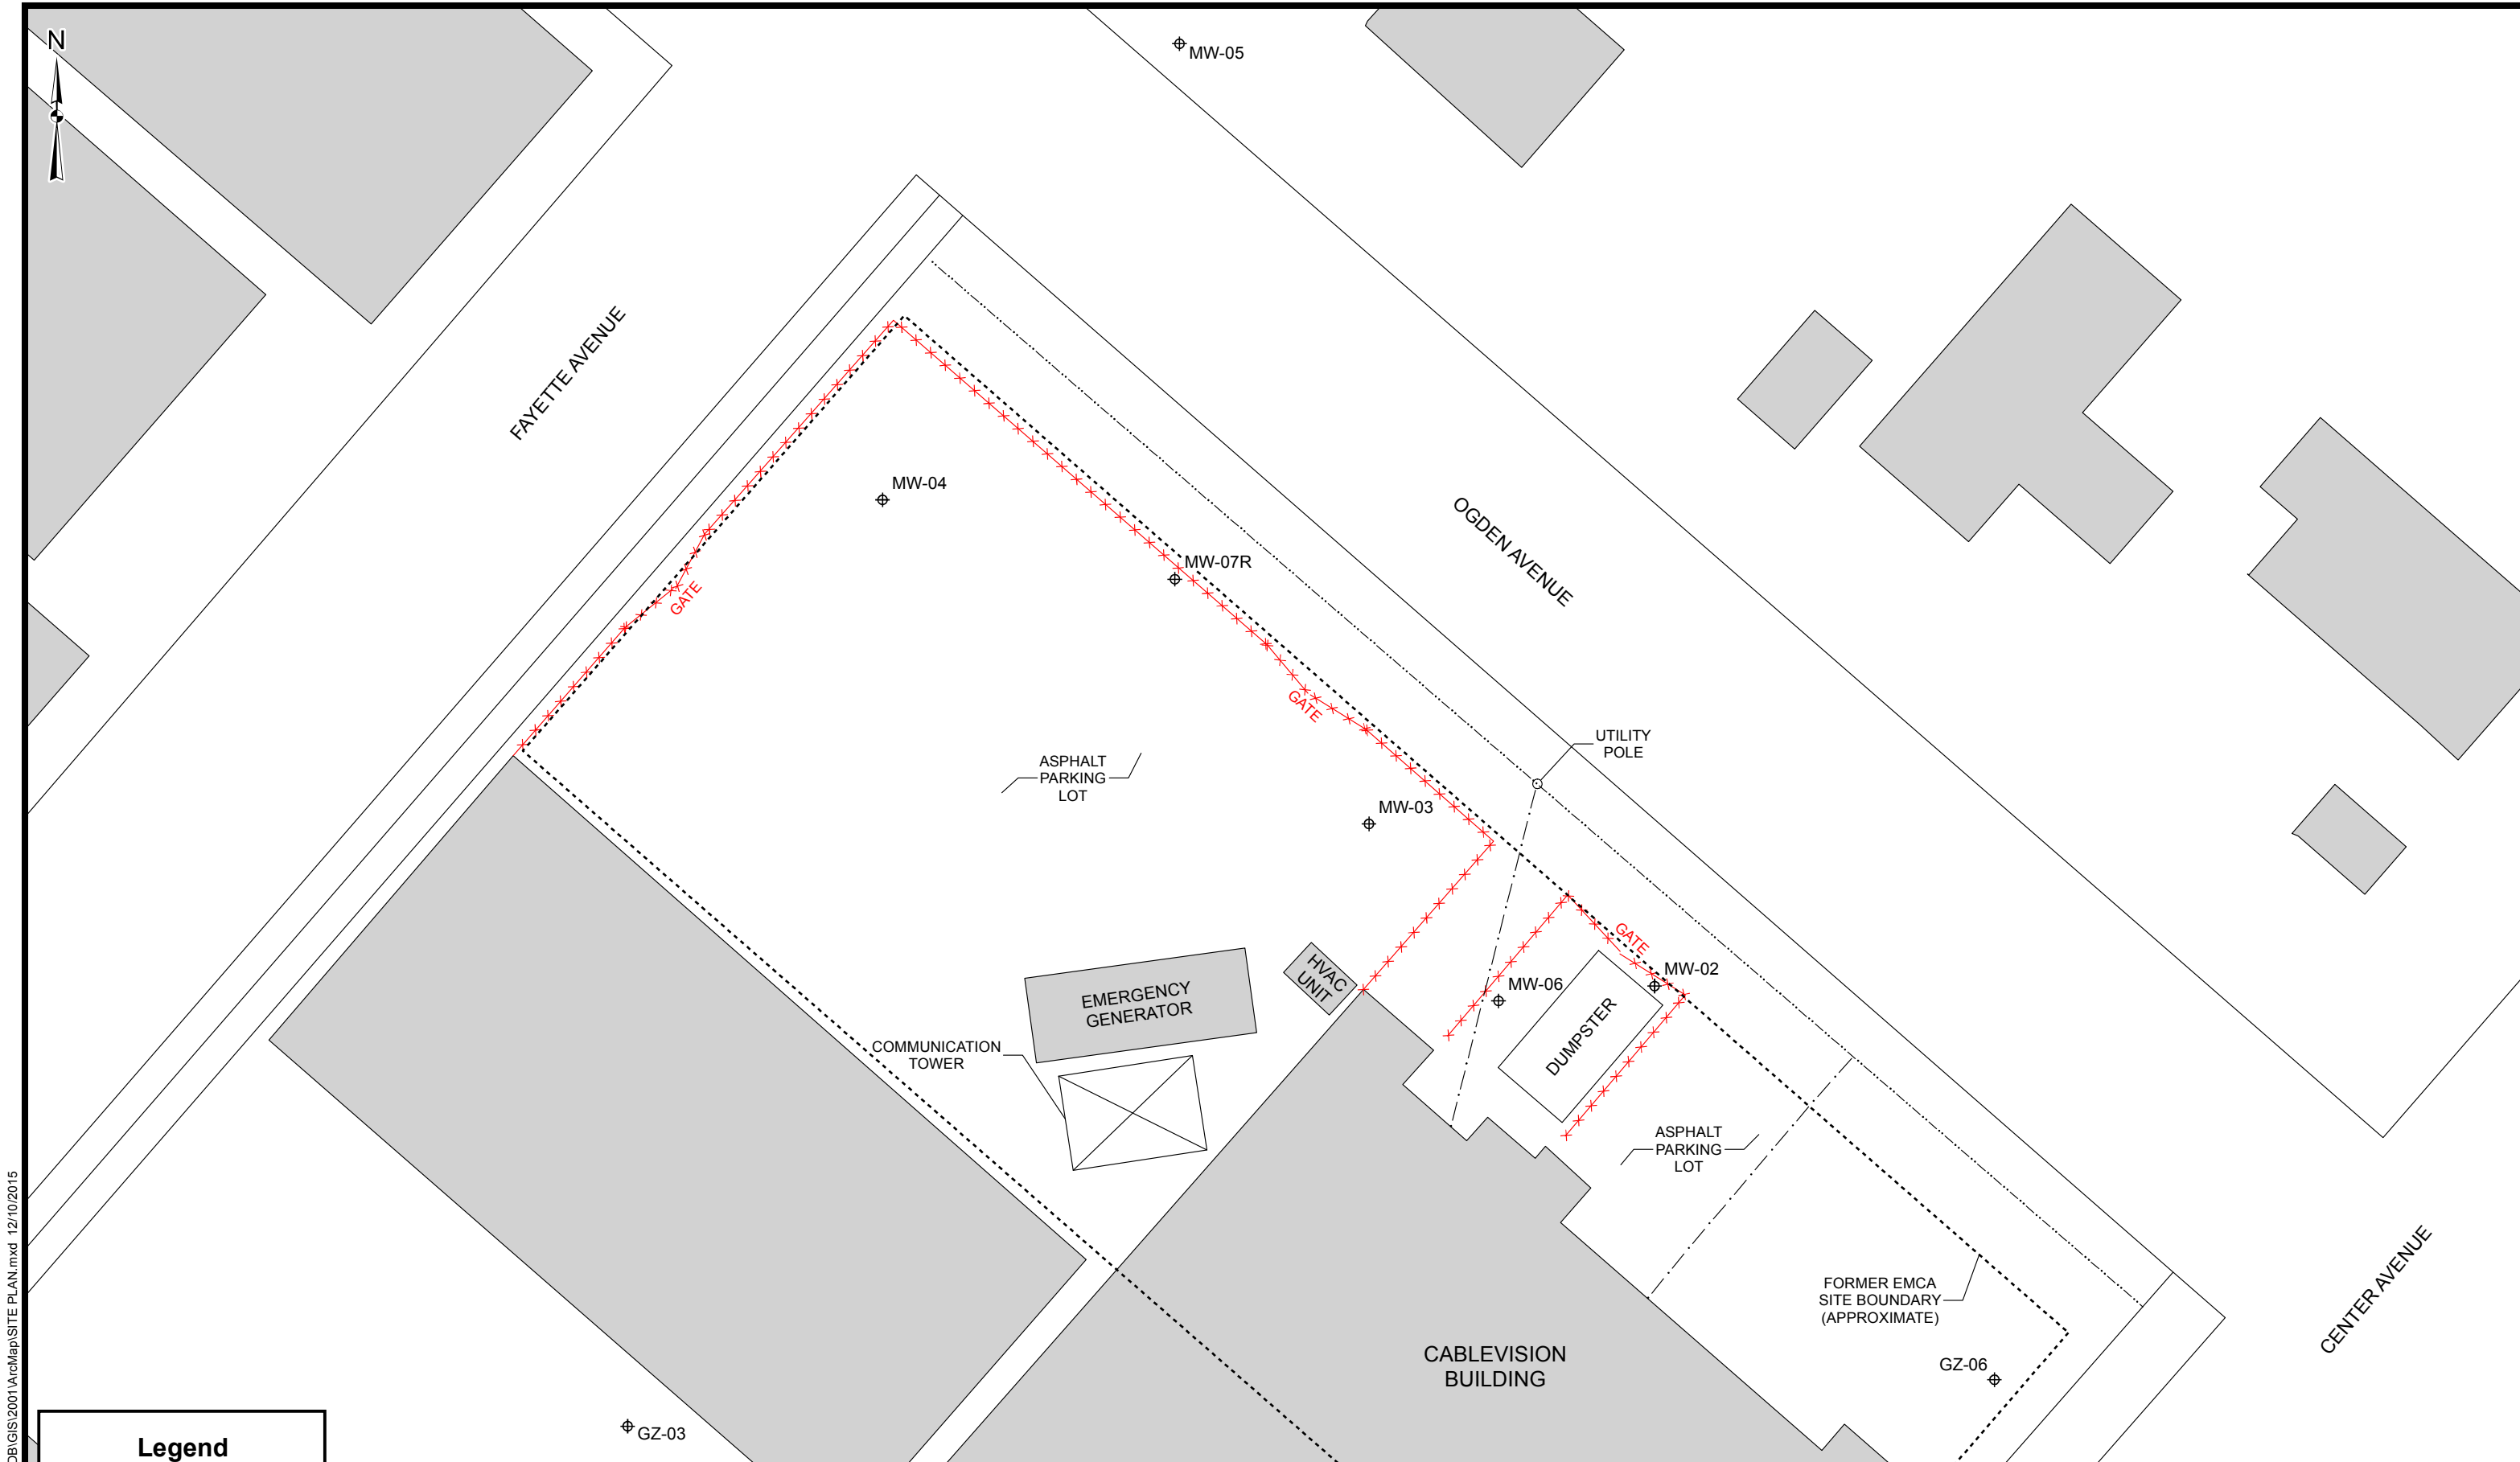 N
MW-05
FAYETTE AVENUE
MW-04
OGDEN AVENUE
MW-07R
GATE
GATE
UTILITY
POLE
ASPHALT
PARKING
LOT
MW-03
GATE
HVAC
UNIT
MW-02
MW-06
EMERGENCY
GENERATOR
DUMPSTER
COMMUNICATION
TOWER
ASPHALT
PARKING
LOT
FORMER EMCA
SITE BOUNDARY
(APPROXIMATE)
CENTER AVENUE
CABLEVISION
BUILDING
GZ-06
GZ-03
Legend
DB\GIS\2001\ArcMap\SITE PLAN.mxd 12/10/2015